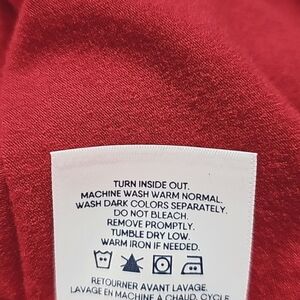 TURN INSIDE OUT.
MACHINE WASH WARM NORMAL.
WASH DARK COLORS SEPARATELY.
DO NOT BLEACH.
REMOVE PROMPTLY.
TUMBLE DRY LOW.
WARM IRON IF NEEDED.
RETOURNER AVANT LAVAGE.
LAVAGE EN MACHINE A CHAUD, CYCLE